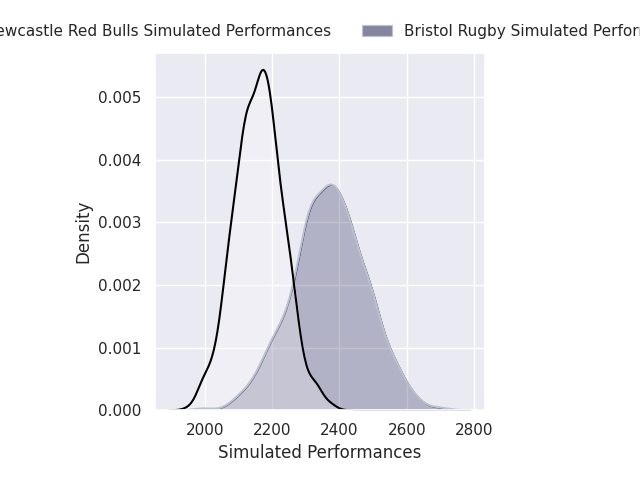 ewcastle Red Bulls Simulated Performances
Bristol Rugby Simulated Perfor
0.005
0.004
0.003
0.002
0.001
0.000
Density
2000 2200 2400 2600 2800
Simulated Performances